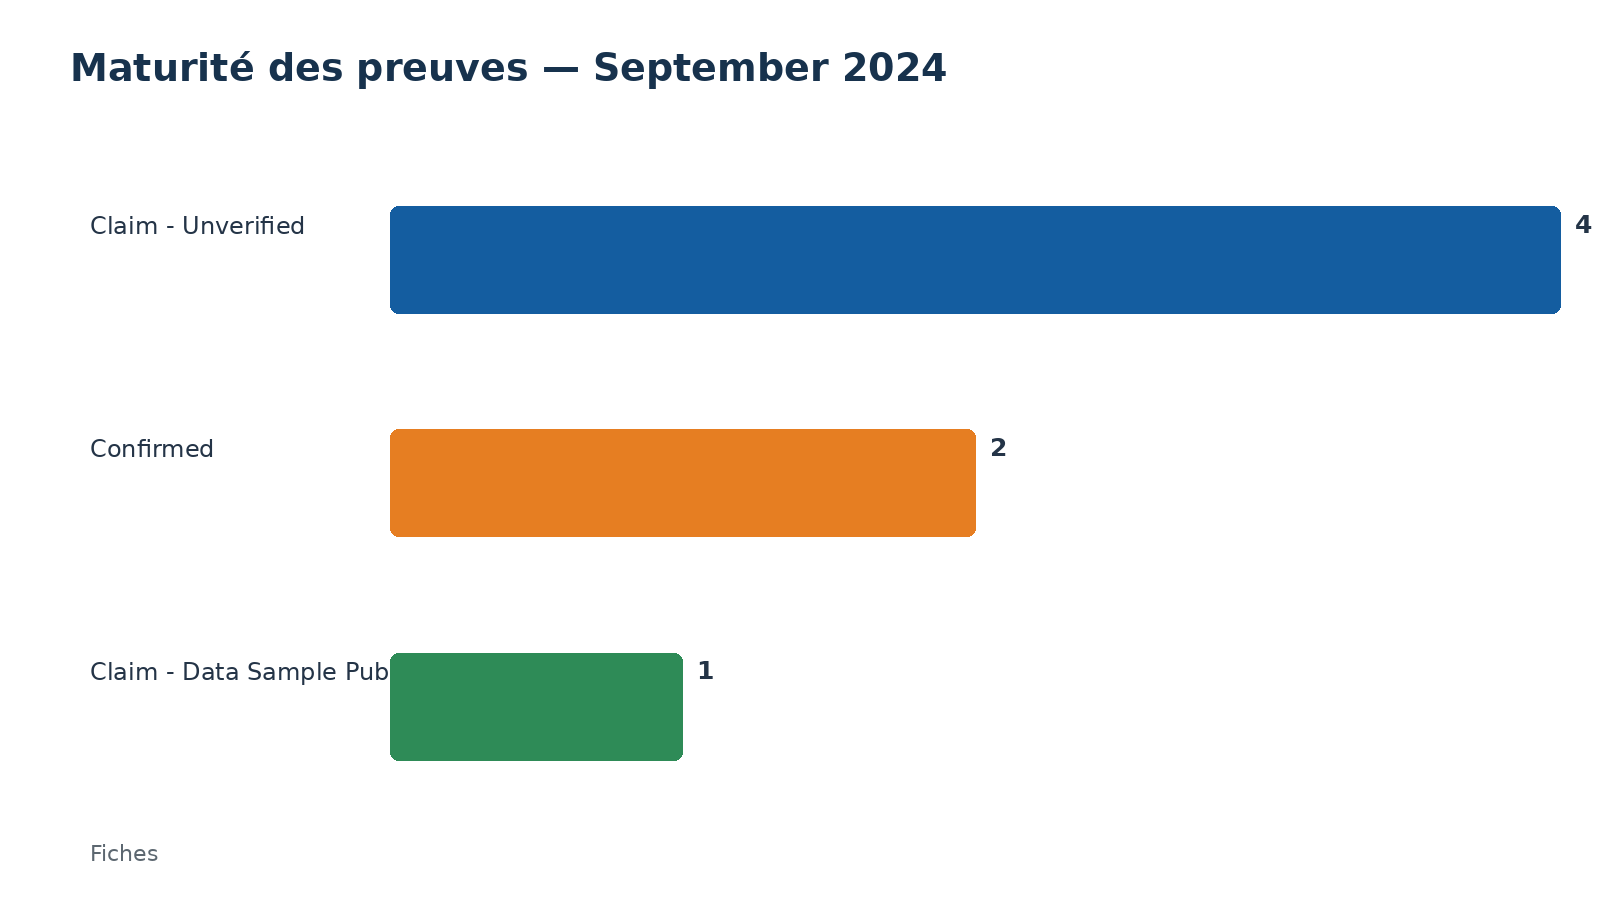 Maturité des preuves — September 2024
Claim - Unverified
4
Confirmed
2
Claim - Data Sample Pub
1
Fiches